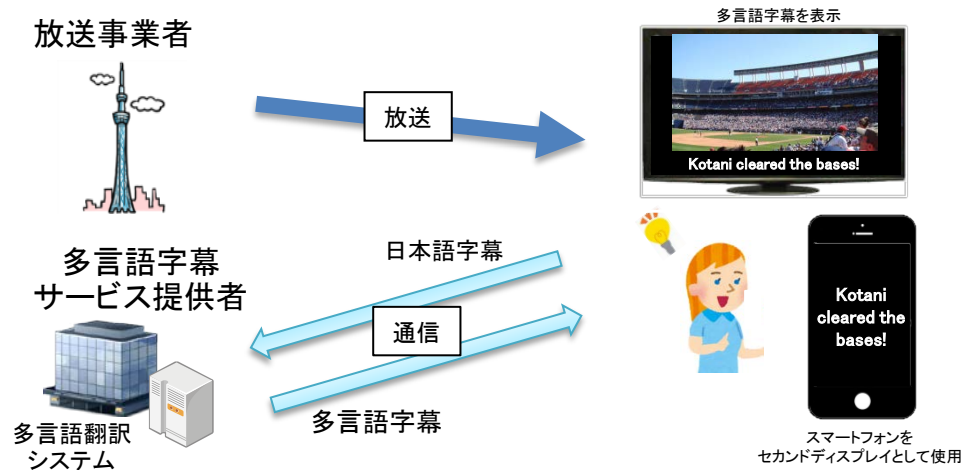 放送事業者
放送
多言語字幕を表示
Kotani cleared the bases!
多言語字幕
サービス提供者
多言語翻訳
システム
日本語字幕
通信
多言語字幕
Kotani
cleared the
bases!
スマートフォンを
セカンドディスプレイとして使用